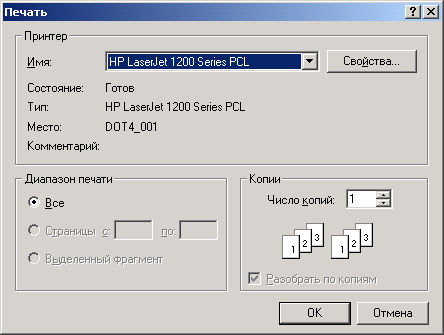 Печать
Принтер
Имя: HP LaserJet 1200 Series PCL Свойства...
Состояние: Готов
Тип: HP LaserJet 1200 Series PCL
Место: DOT4_001
Комментарий:
Диапазон печати
Все
Страницы с: по:
Выделенный фрагмент
Копии
Число копий: 1
1 2 3 1 2 3
Разобрать по копиям
OK Отмена